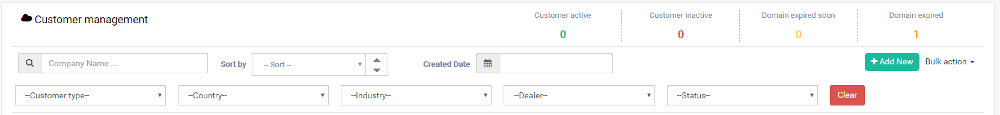 Customer management
Customer active Customer inactive Domain expired soon Domain expired
0 0 0 1
Company Name ... Sort by -- Sort -- Created Date + Add New Bulk action
--Customer type-- --Country-- --Industry-- --Dealer-- --Status-- Clear